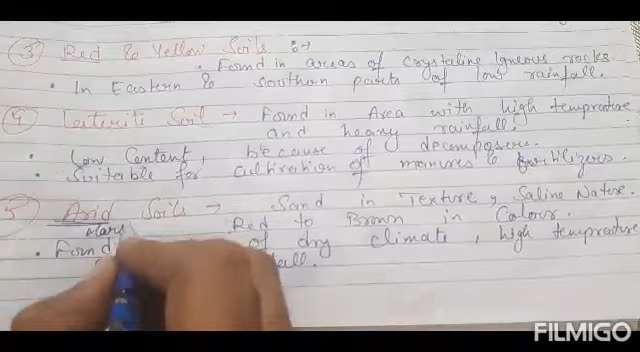 3 Red & Yellow Soils :→
• Found in areas of Crystaline Igneous rocks
• In Eastern & southern parts of low rainfall.
4 Laterite Soil → Found in Area with high temprature
and heavy rainfall.
• Low Content, because of decomposers.
• Suitable for cultivation of manures & fertilizers.
5 Arid Soils → Sand in Texture, Saline Nature.
Red to Brown in Colour.
• Found of dry climate, high temprature
fall.
FILMIGO